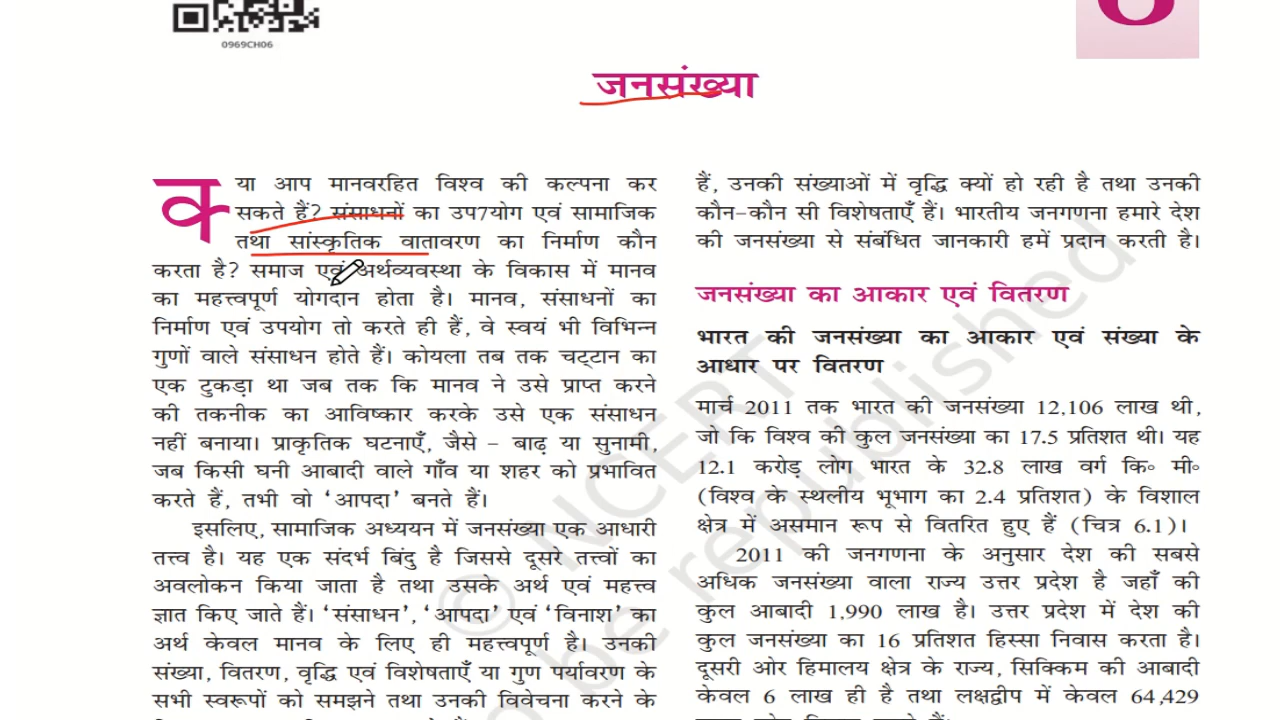 0969CH06
6
जनसंख्या
क्या आप मानवरहित विश्व की कल्पना कर
सकते हैं? संसाधनों का उप7योग एवं सामाजिक
तथा सांस्कृतिक वातावरण का निर्माण कौन
करता है? समाज एवं अर्थव्यवस्था के विकास में मानव
का महत्त्वपूर्ण योगदान होता है। मानव, संसाधनों का
निर्माण एवं उपयोग तो करते ही हैं, वे स्वयं भी विभिन्न
गुणों वाले संसाधन होते हैं। कोयला तब तक चट्टान का
एक टुकड़ा था जब तक कि मानव ने उसे प्राप्त करने
की तकनीक का आविष्कार करके उसे एक संसाधन
नहीं बनाया। प्राकृतिक घटनाएँ, जैसे – बाढ़ या सुनामी,
जब किसी घनी आबादी वाले गाँव या शहर को प्रभावित
करते हैं, तभी वो ‘आपदा’ बनते हैं।
इसलिए, सामाजिक अध्ययन में जनसंख्या एक आधारी
तत्त्व है। यह एक संदर्भ बिंदु है जिससे दूसरे तत्त्वों का
अवलोकन किया जाता है तथा उसके अर्थ एवं महत्त्व
ज्ञात किए जाते हैं। ‘संसाधन’, ‘आपदा’ एवं ‘विनाश’ का
अर्थ केवल मानव के लिए ही महत्त्वपूर्ण है। उनकी
संख्या, वितरण, वृद्धि एवं विशेषताएँ या गुण पर्यावरण के
सभी स्वरूपों को समझने तथा उनकी विवेचना करने के
हैं, उनकी संख्याओं में वृद्धि क्यों हो रही है तथा उनकी
कौन-कौन सी विशेषताएँ हैं। भारतीय जनगणना हमारे देश
की जनसंख्या से संबंधित जानकारी हमें प्रदान करती है।
जनसंख्या का आकार एवं वितरण
भारत की जनसंख्या का आकार एवं संख्या के
आधार पर वितरण
मार्च 2011 तक भारत की जनसंख्या 12,106 लाख थी,
जो कि विश्व की कुल जनसंख्या का 17.5 प्रतिशत थी। यह
12.1 करोड़ लोग भारत के 32.8 लाख वर्ग कि॰ मी॰
(विश्व के स्थलीय भूभाग का 2.4 प्रतिशत) के विशाल
क्षेत्र में असमान रूप से वितरित हुए हैं (चित्र 6.1)।
2011 की जनगणना के अनुसार देश की सबसे
अधिक जनसंख्या वाला राज्य उत्तर प्रदेश है जहाँ की
कुल आबादी 1,990 लाख है। उत्तर प्रदेश में देश की
कुल जनसंख्या का 16 प्रतिशत हिस्सा निवास करता है।
दूसरी ओर हिमालय क्षेत्र के राज्य, सिक्किम की आबादी
केवल 6 लाख ही है तथा लक्षद्वीप में केवल 64,429
© NCERT
be republished